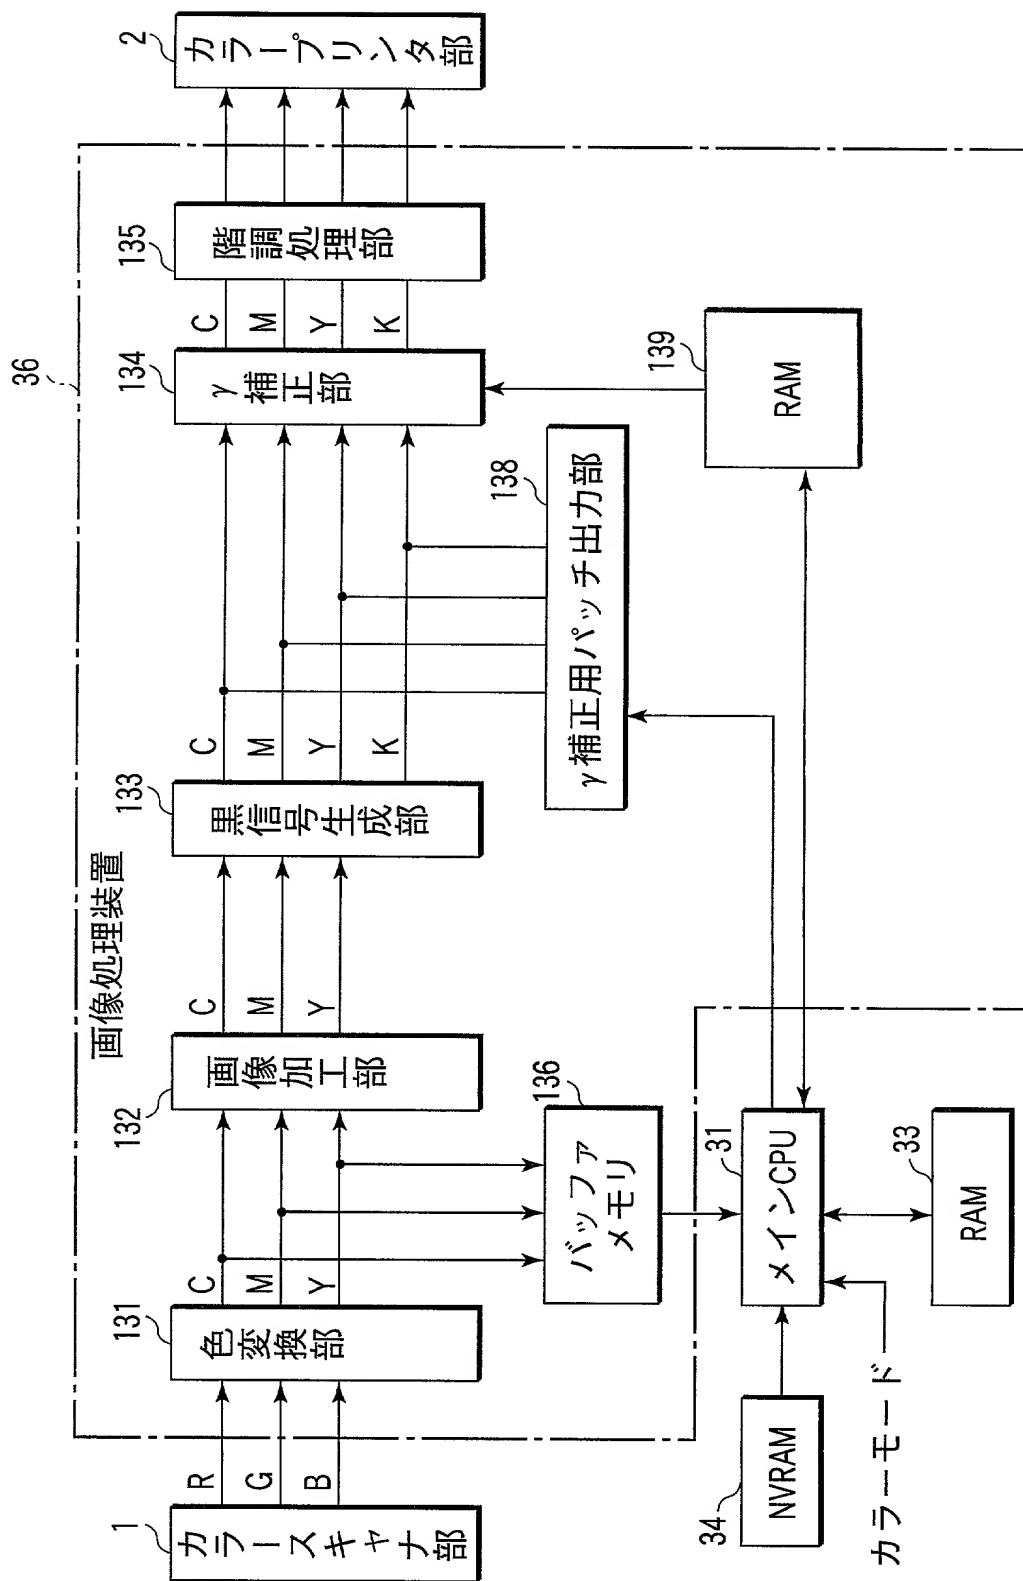 36
画像処理装置
1
カラースキャナ部
R
G
B
131
色変換部
C
M
Y
132
画像加工部
C
M
Y
133
黒信号生成部
C
M
Y
K
134
γ補正部
C
M
Y
K
135
階調処理部
2
カラープリンタ部
136
バッファ
メモリ
138
γ補正用パッチ出力部
139
RAM
31
メインCPU
33
RAM
34
NVRAM
カラーモード